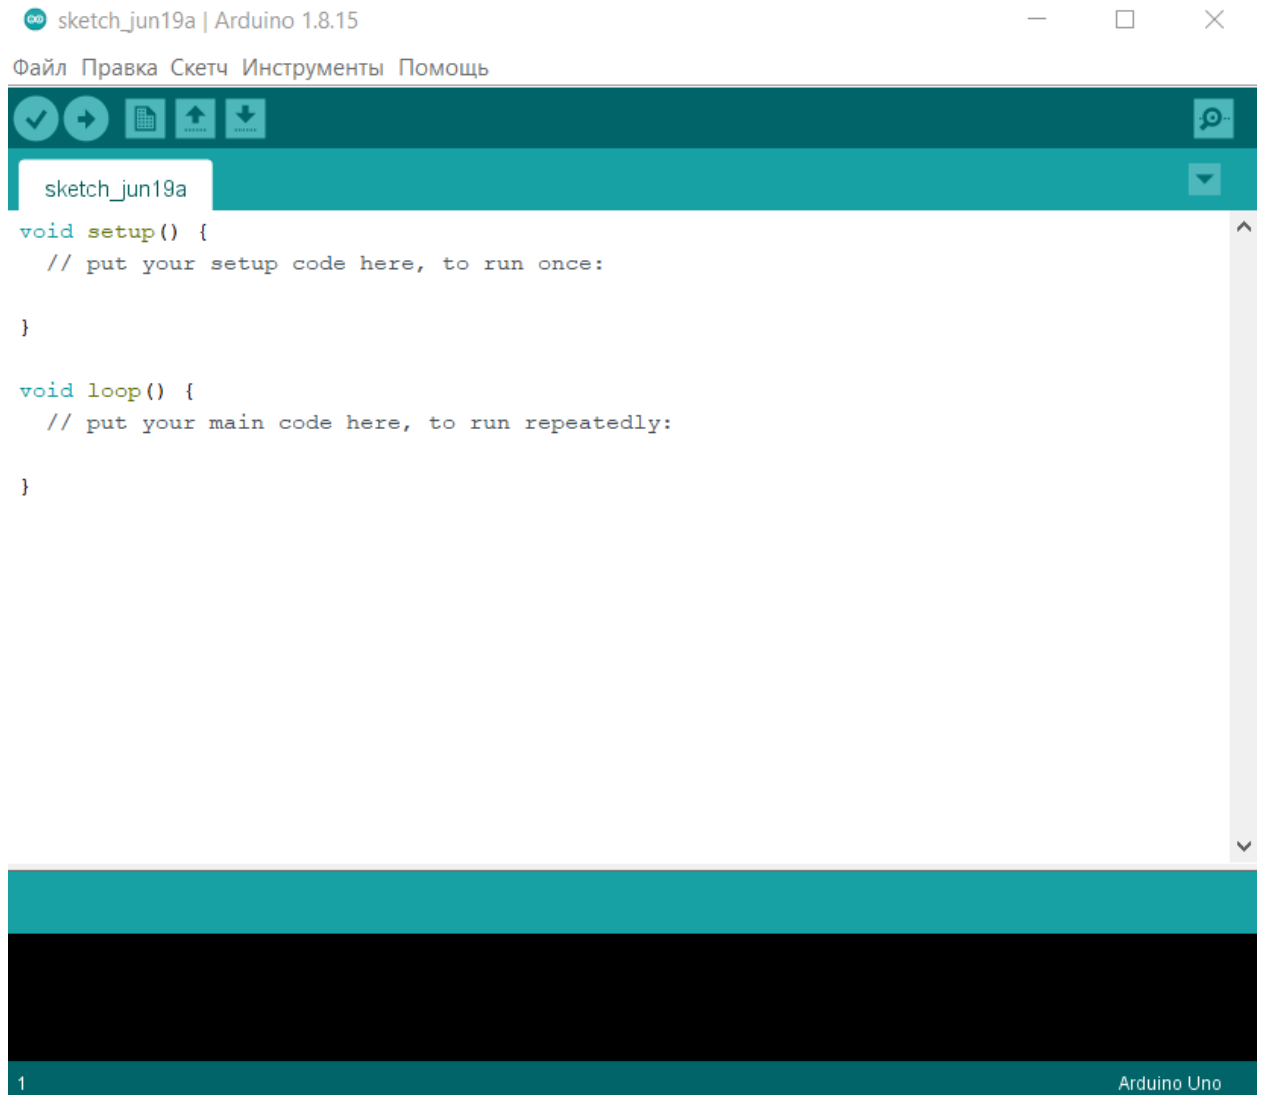 sketch_jun19a | Arduino 1.8.15
Файл Правка Скетч Инструменты Помощь
sketch_jun19a
void setup() {
  // put your setup code here, to run once:
}
void loop() {
  // put your main code here, to run repeatedly:
}
1
Arduino Uno